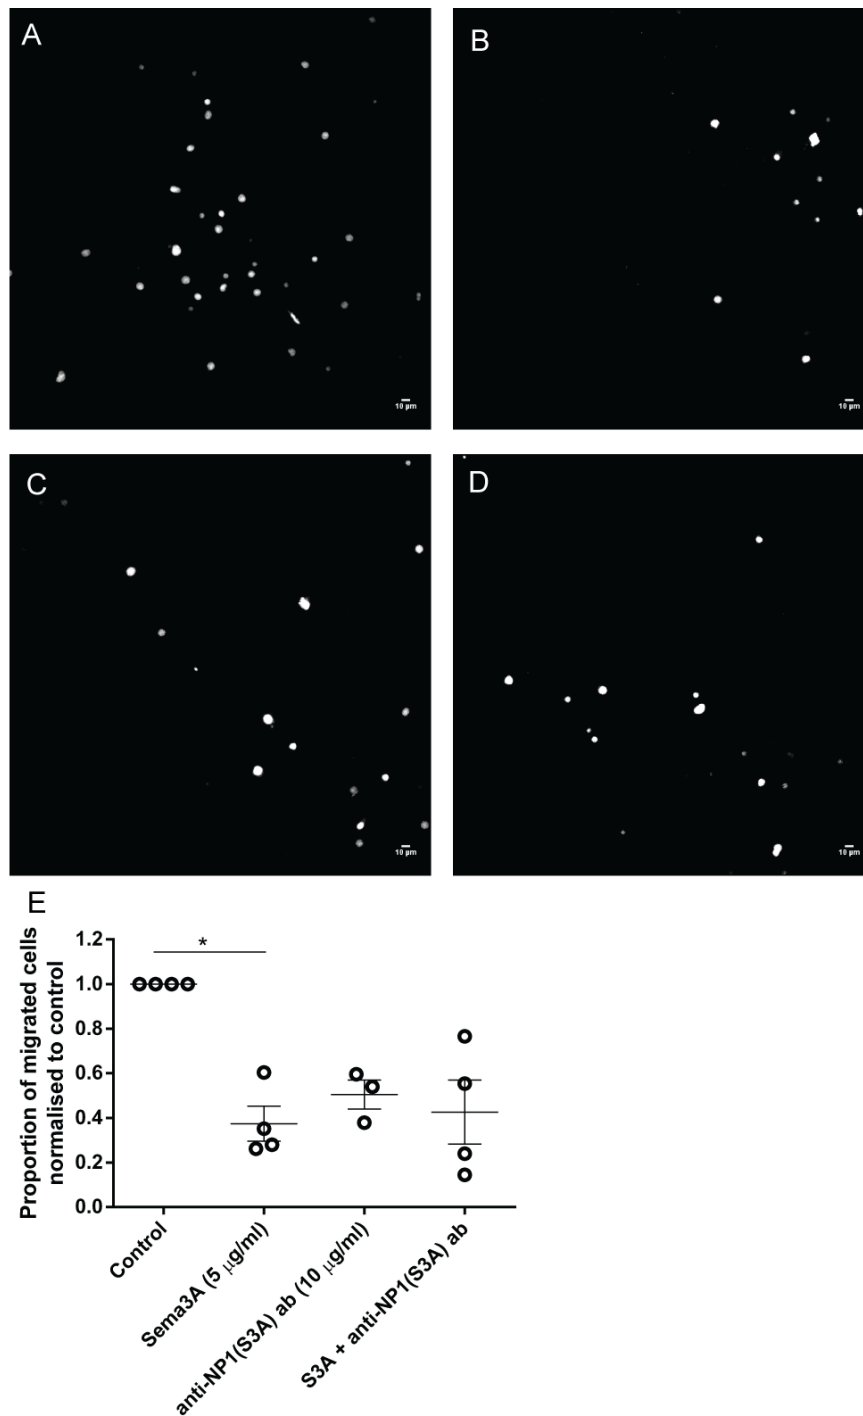 A
B
10 µm
10 µm
C
D
10 µm
10 µm
E
*
Proportion of migrated cells
normalised to control
1.2
1.0
0.8
0.6
0.4
0.2
0.0
Control
Sema3A (5 µg/ml)
anti-NP1(S3A) ab (10 µg/ml)
S3A + anti-NP1(S3A) ab